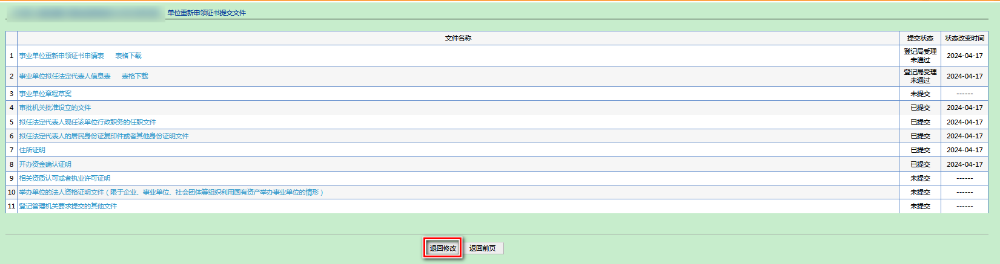 单位重新申领证书提交文件
文件名称 提交状态 状态改变时间
1 事业单位重新申领证书申请表 表格下载 登记局受理未通过 2024-04-17
2 事业单位拟任法定代表人信息表 表格下载 登记局受理未通过 2024-04-17
3 事业单位章程草案 未提交 ------
4 审批机关批准设立的文件 已提交 2024-04-17
5 拟任法定代表人现任该单位行政职务的任职文件 已提交 2024-04-17
6 拟任法定代表人的居民身份证复印件或者其他身份证明文件 已提交 2024-04-17
7 住所证明 已提交 2024-04-17
8 开办资金确认证明 已提交 2024-04-17
9 相关资质认可或者执业许可证明 未提交 ------
10 举办单位的法人资格证明文件（限于企业、事业单位、社会团体等组织利用国有资产举办事业单位的情形） 未提交 ------
11 登记管理机关要求提交的其他文件 未提交 ------
退回修改 返回前页